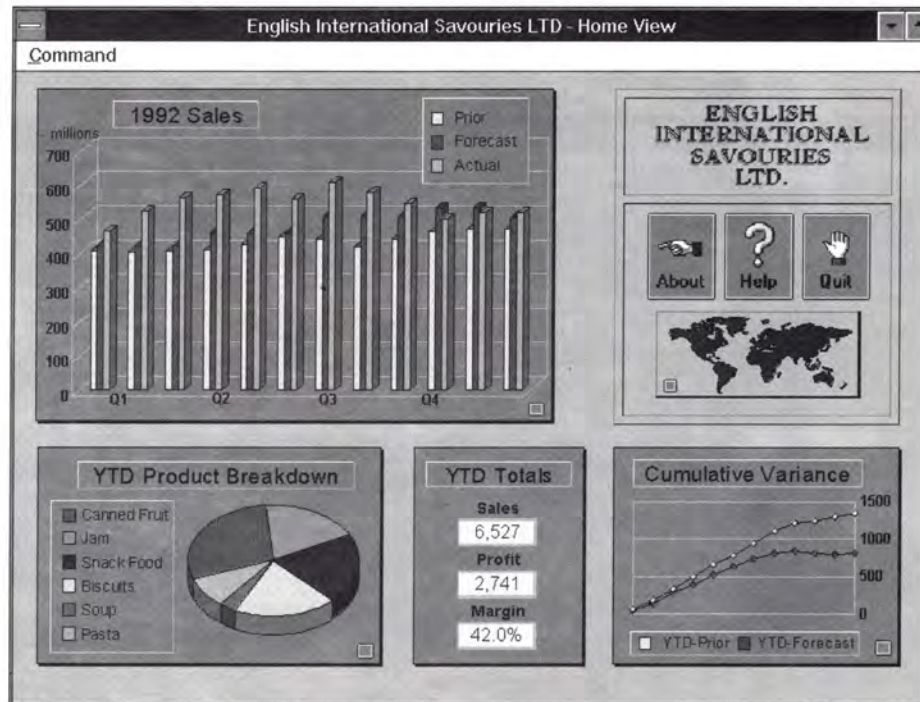 English International Savouries LTD - Home View
Command
1992 Sales
- millions
700
600
500
400
300
200
100
0
Q1 Q2 Q3 Q4
Prior
Forecast
Actual
ENGLISH
INTERNATIONAL
SAVOURIES
LTD.
About Help Quit
YTD Product Breakdown
Canned Fruit
Jam
Snack Food
Biscuits
Soup
Pasta
YTD Totals
Sales
6,527
Profit
2,741
Margin
42.0%
Cumulative Variance
1500
1000
500
0
YTD-Prior YTD-Forecast